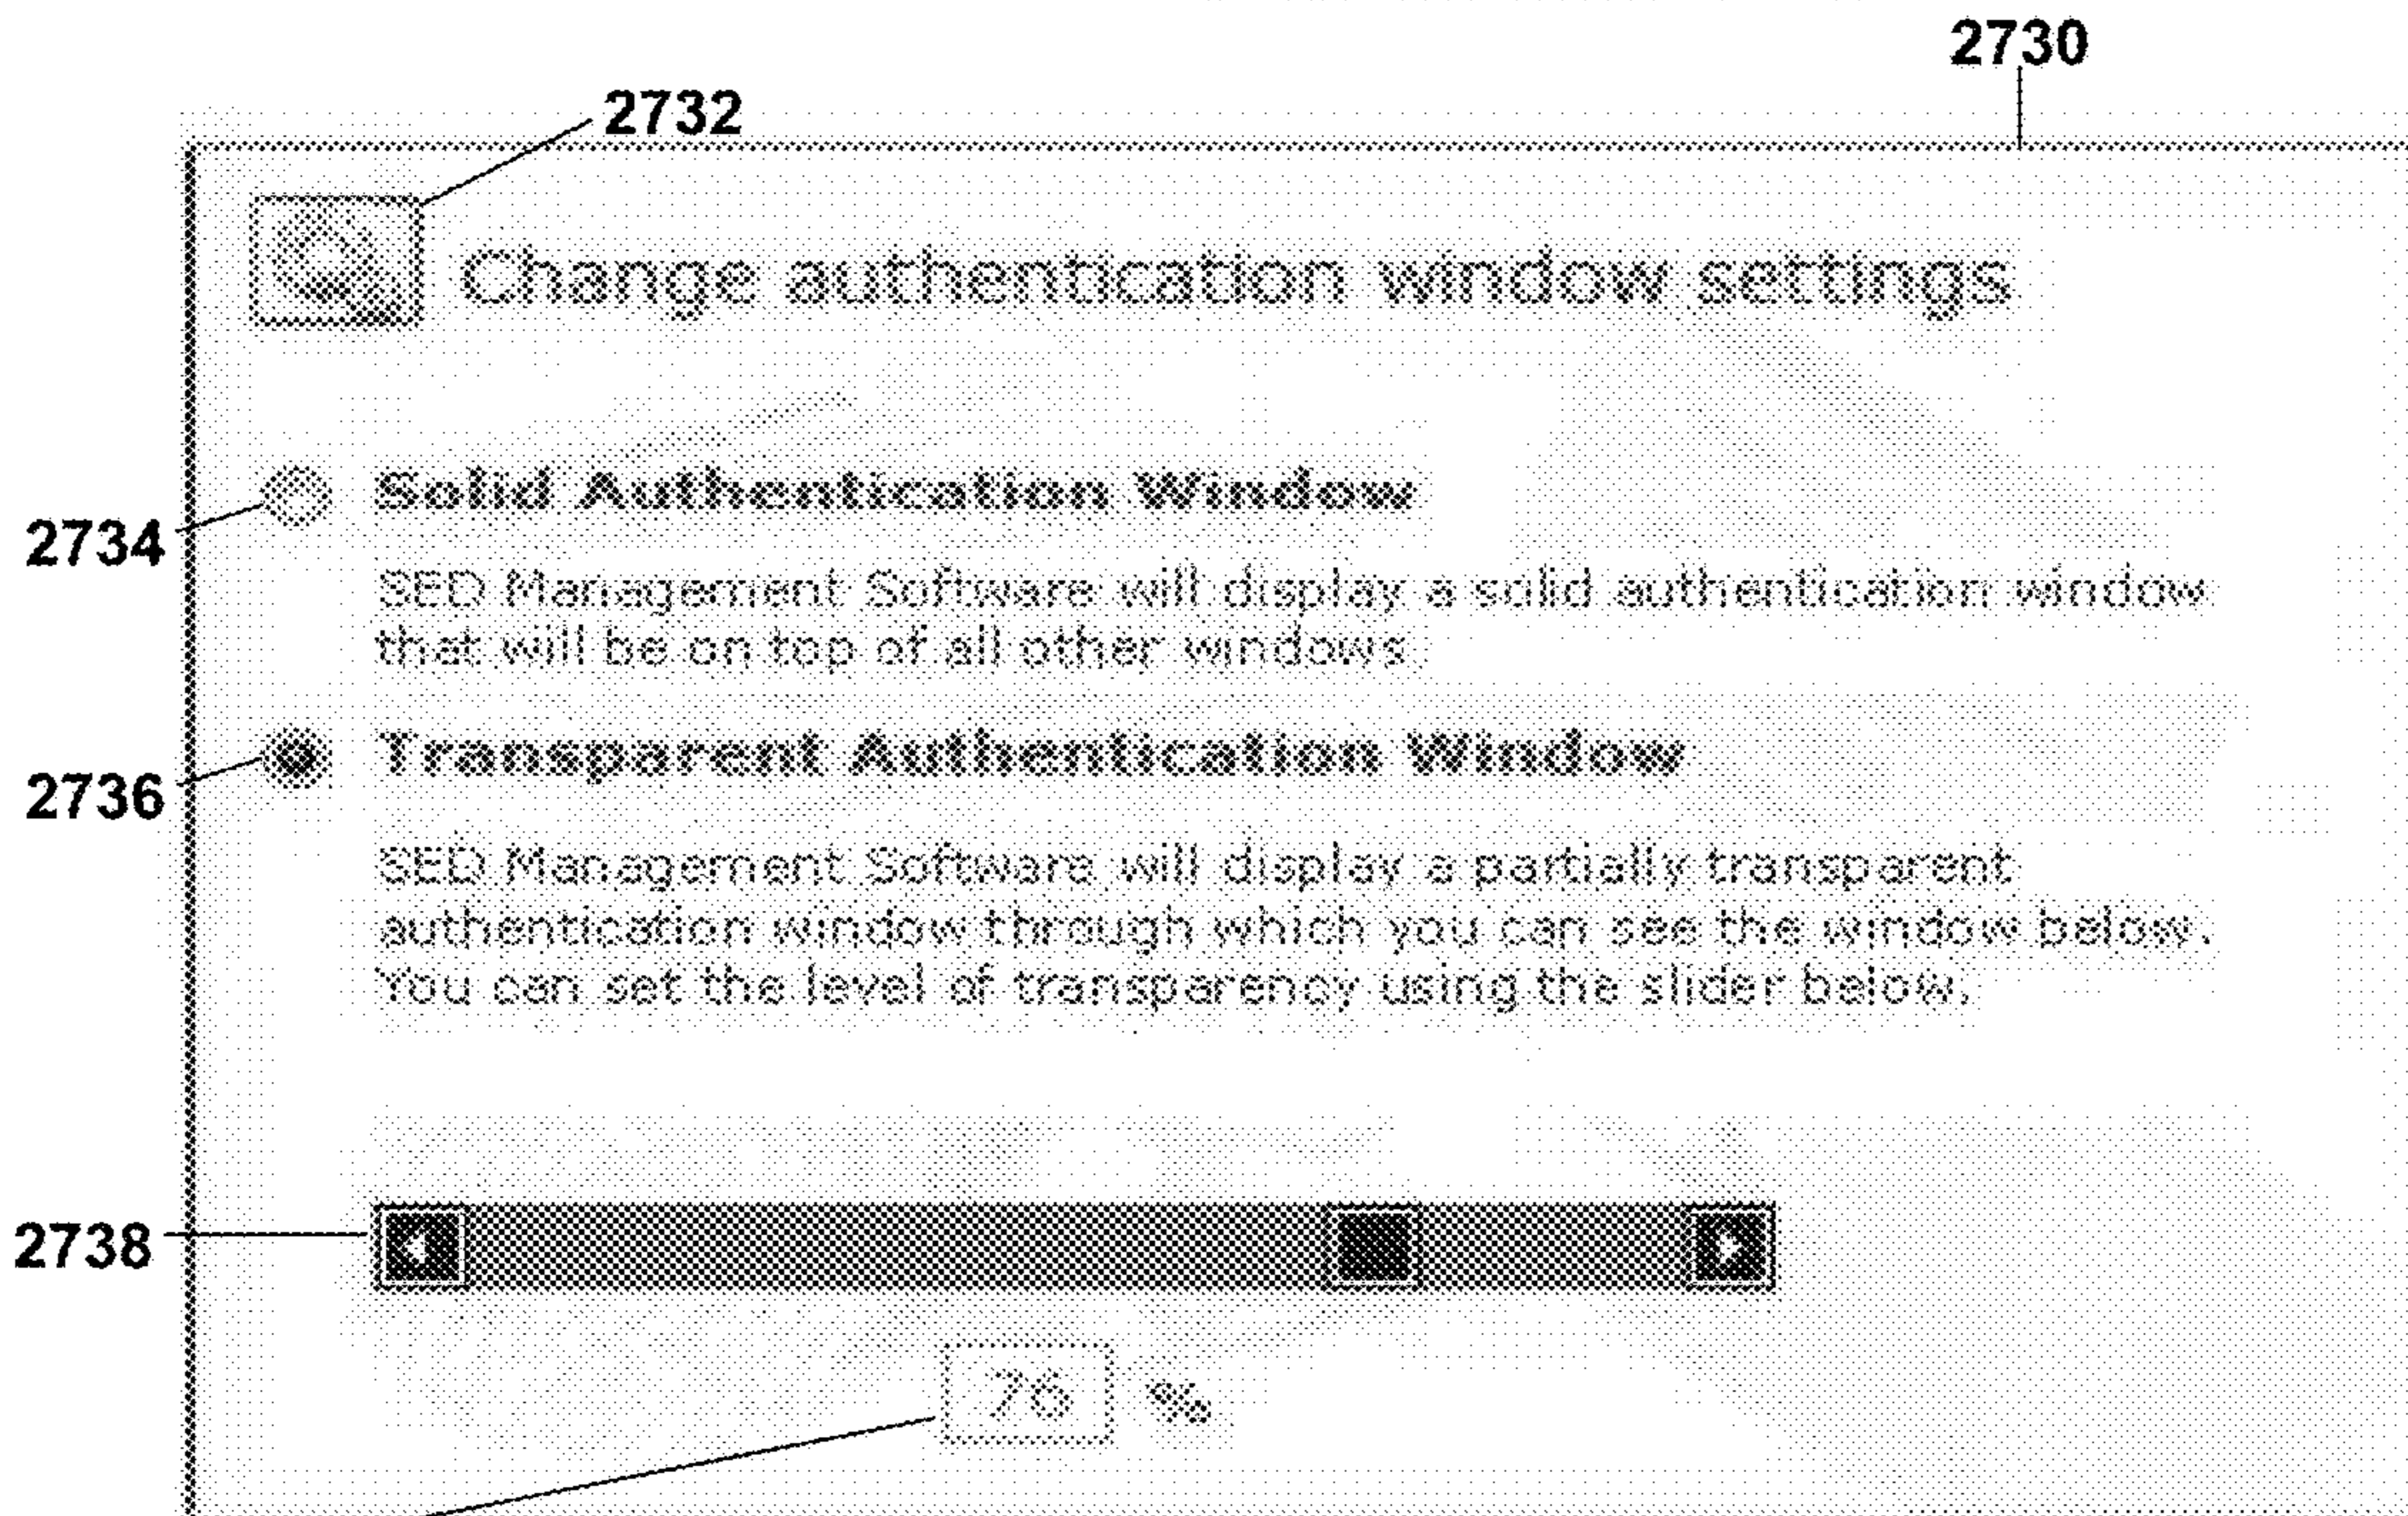 2730
2732
Change authentication window settings
2734
Solid Authentication Window
SED Management Software will display a solid authentication window
that will be on top of all other windows
2736
Transparent Authentication Window
SED Management Software will display a partially transparent
authentication window through which you can see the window below.
You can set the level of transparency using the slider below.
2738
76 %